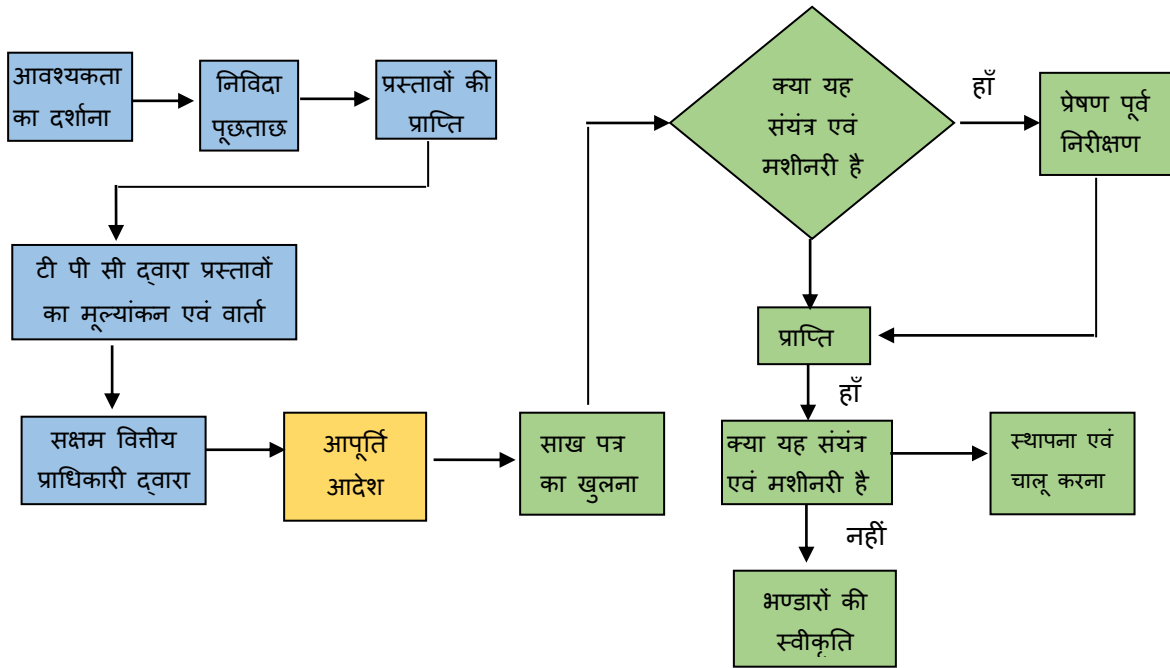 आवश्यकता
का दर्शाना
निविदा
पूछताछ
प्रस्तावों की
प्राप्ति
टी पी सी द्वारा प्रस्तावों
का मूल्यांकन एवं वार्ता
सक्षम वित्तीय
प्राधिकारी द्वारा
आपूर्ति
आदेश
साख पत्र
का खुलना
क्या यह
संयंत्र एवं
मशीनरी है
हाँ
प्रेषण पूर्व
निरीक्षण
प्राप्ति
हाँ
क्या यह संयंत्र
एवं मशीनरी है
स्थापना एवं
चालू करना
नहीं
भण्डारों की
स्वीकृति